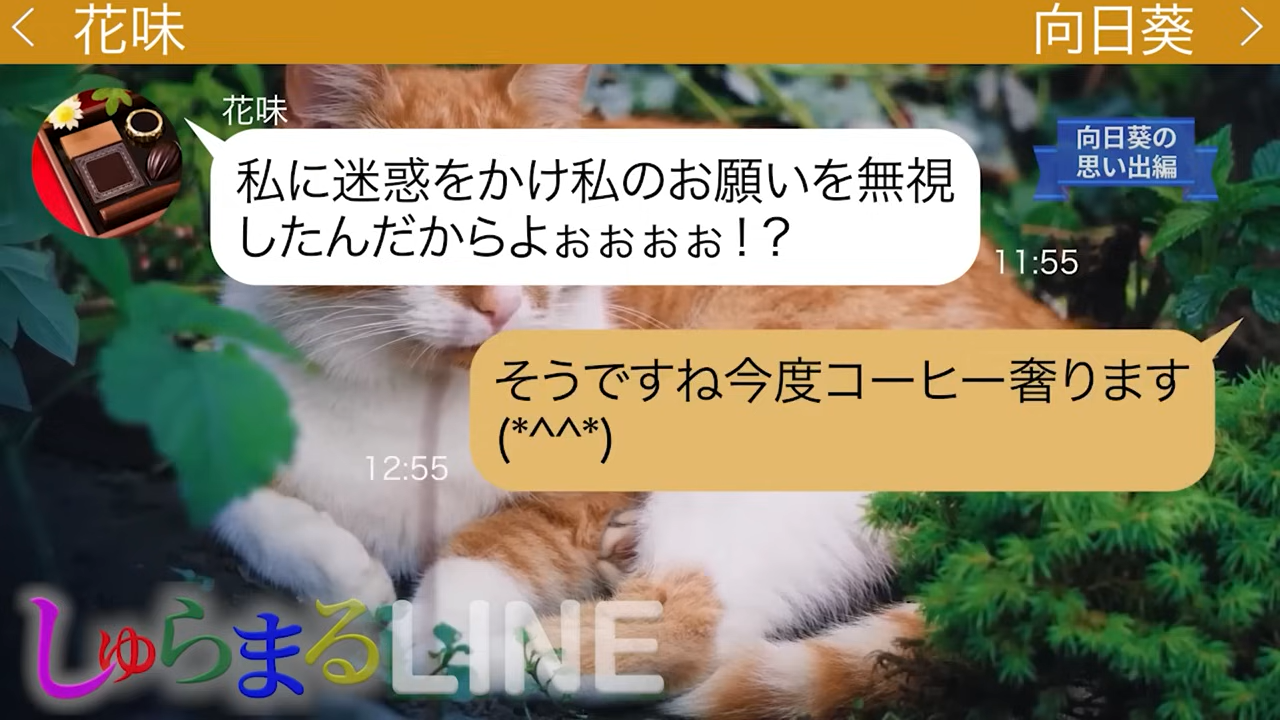 花味
向日葵
花味
私に迷惑をかけ私のお願いを無視
したんだからよぉぉぉぉ！？
11:55
向日葵の
思い出編
そうですね今度コーヒー奢ります
(*^^*)
12:55
しゅらまるLINE